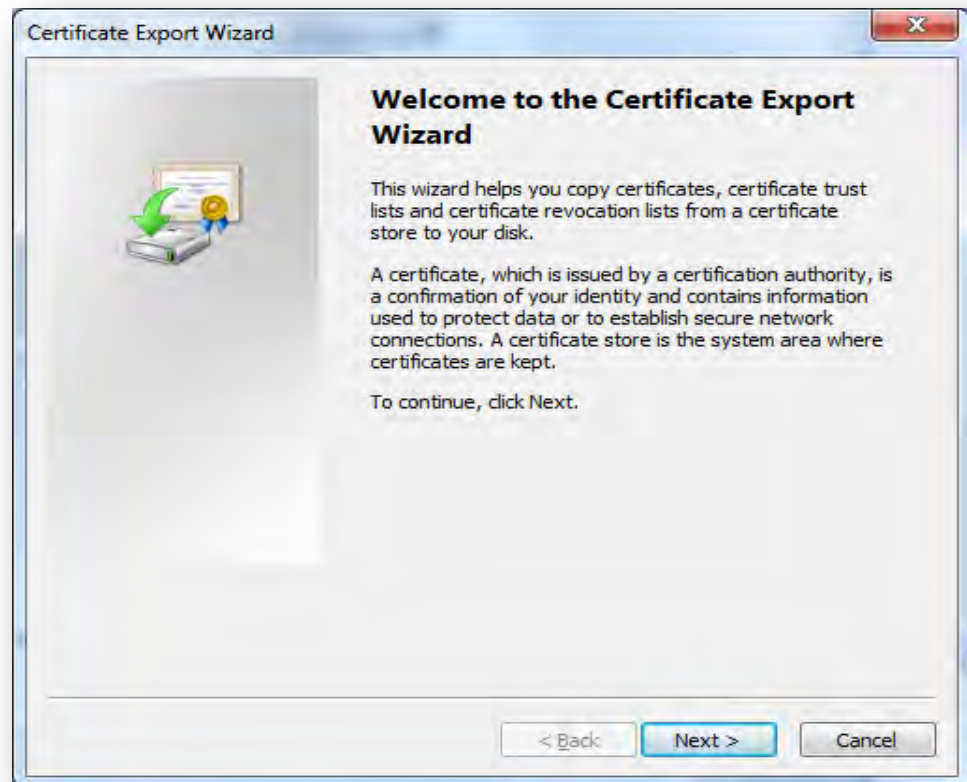 Certificate Export Wizard
Welcome to the Certificate Export
Wizard
This wizard helps you copy certificates, certificate trust
lists and certificate revocation lists from a certificate
store to your disk.
A certificate, which is issued by a certification authority, is
a confirmation of your identity and contains information
used to protect data or to establish secure network
connections. A certificate store is the system area where
certificates are kept.
To continue, click Next.
< Back Next > Cancel